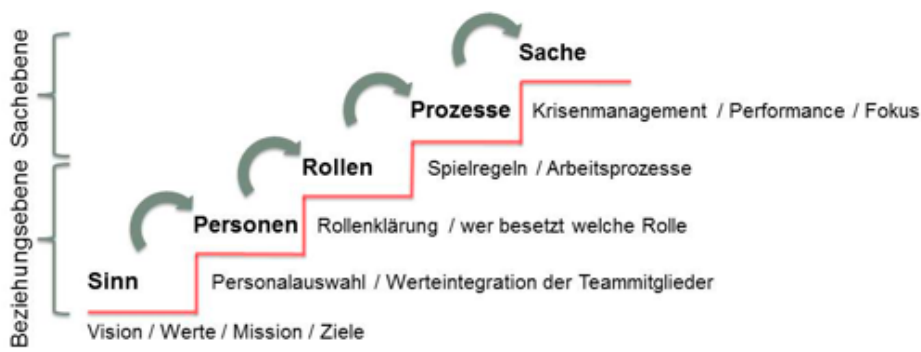 Sachebene
Beziehungsebene
Sache
Prozesse
Krisenmanagement / Performance / Fokus
Rollen
Spielregeln / Arbeitsprozesse
Personen
Rollenklärung / wer besetzt welche Rolle
Sinn
Personalauswahl / Werteintegration der Teammitglieder
Vision / Werte / Mission / Ziele